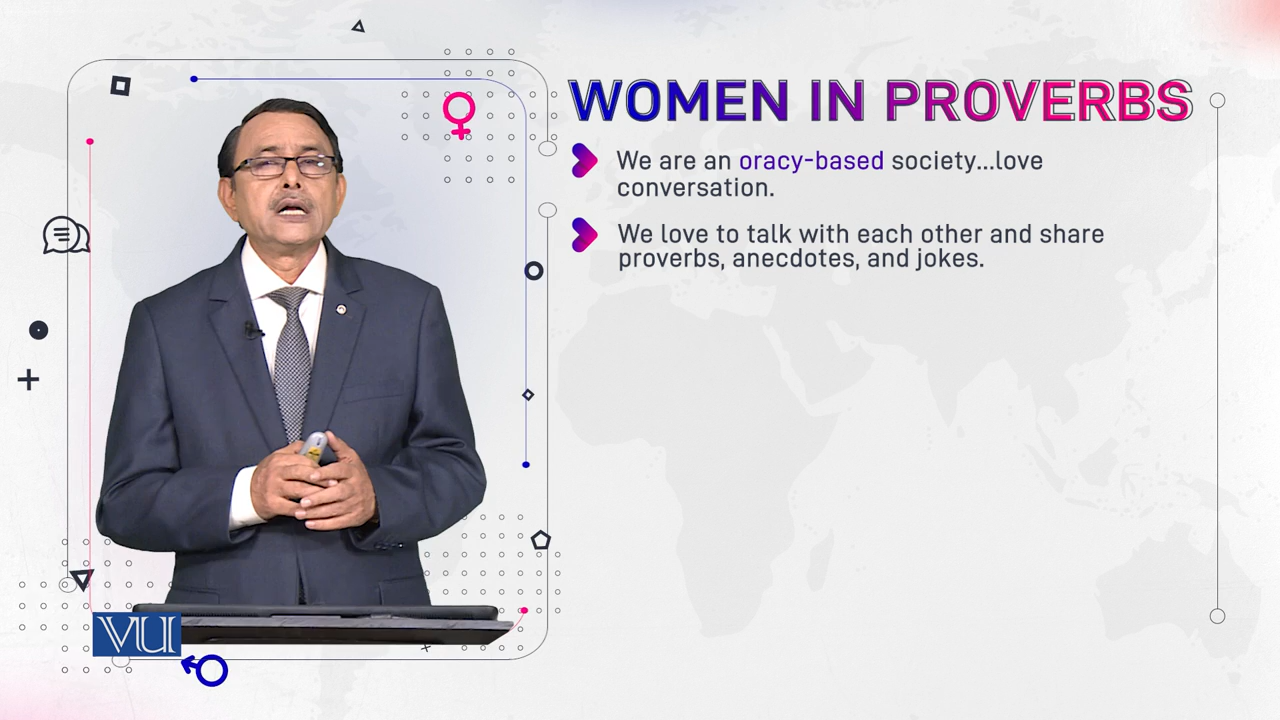 WOMEN IN PROVERBS
We are an oracy-based society...love
conversation.
We love to talk with each other and share
proverbs, anecdotes, and jokes.
VU